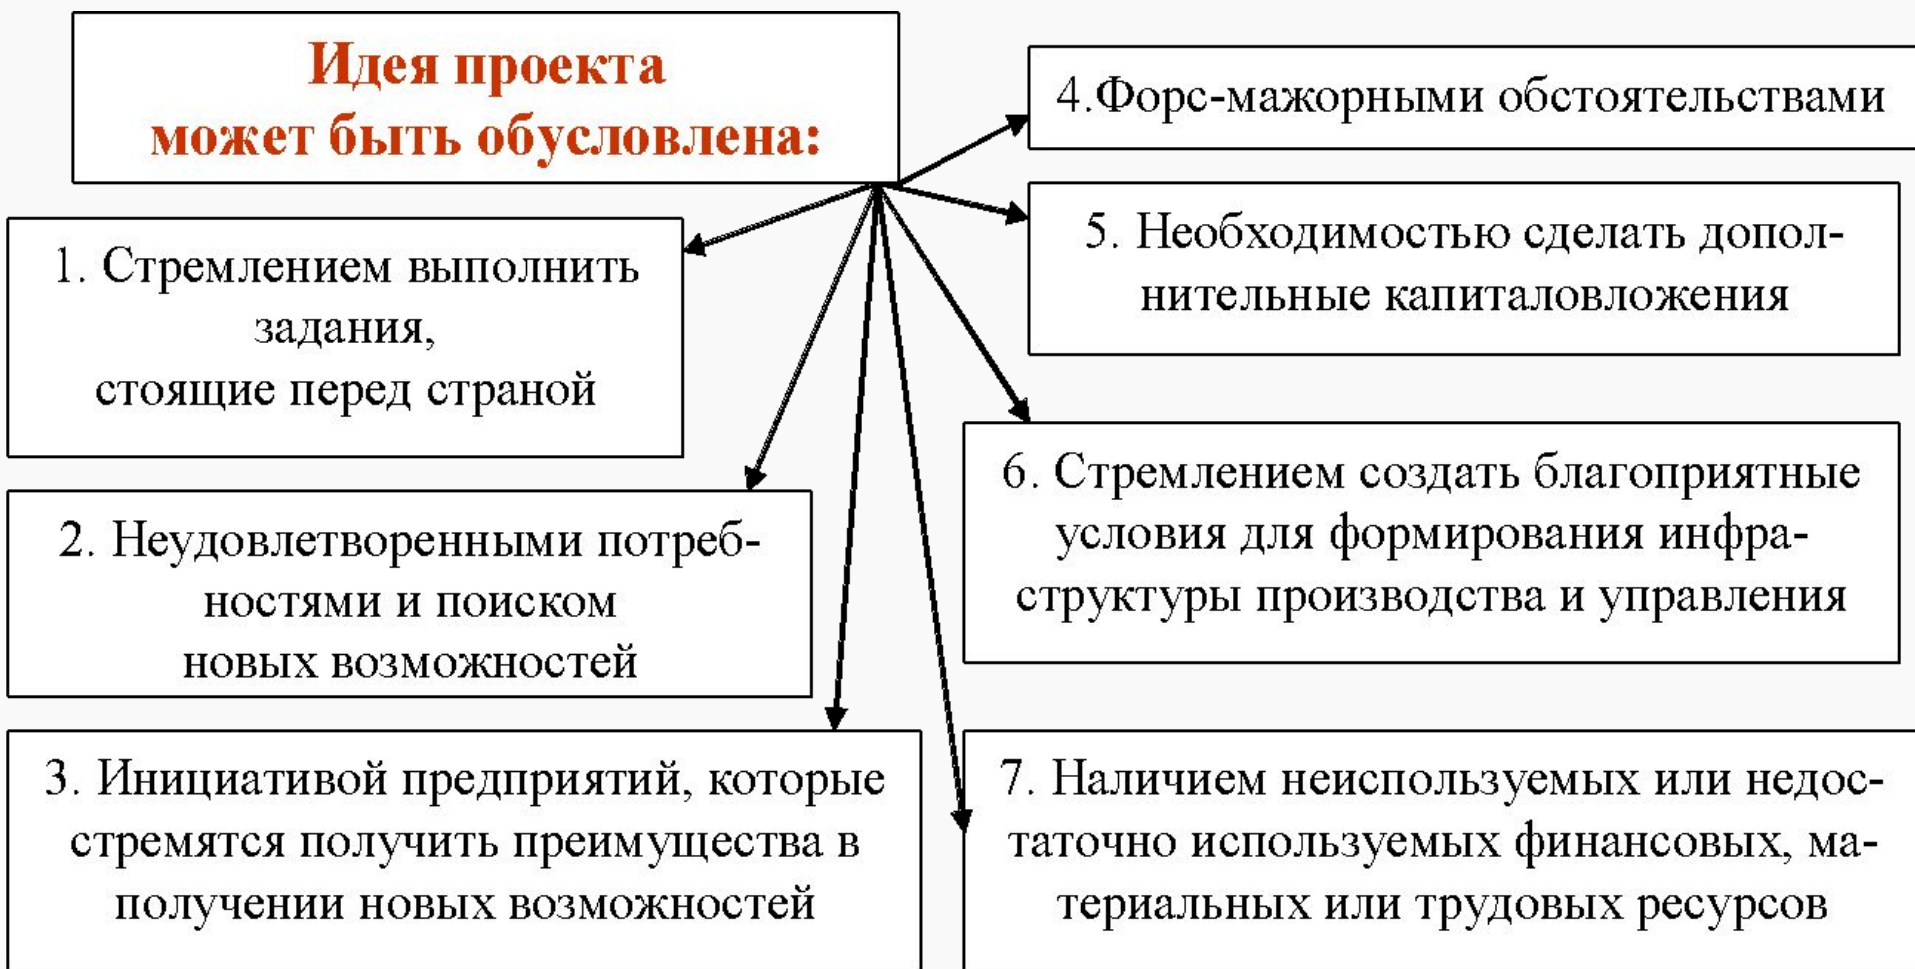 Идея проекта
может быть обусловлена:
1. Стремлением выполнить
задания,
стоящие перед страной
2. Неудовлетворенными потреб-
ностями и поиском
новых возможностей
3. Инициативой предприятий, которые
стремятся получить преимущества в
получении новых возможностей
4.Форс-мажорными обстоятельствами
5. Необходимостью сделать допол-
нительные капиталовложения
6. Стремлением создать благоприятные
условия для формирования инфра-
структуры производства и управления
7. Наличием неиспользуемых или недос-
таточно используемых финансовых, ма-
териальных или трудовых ресурсов